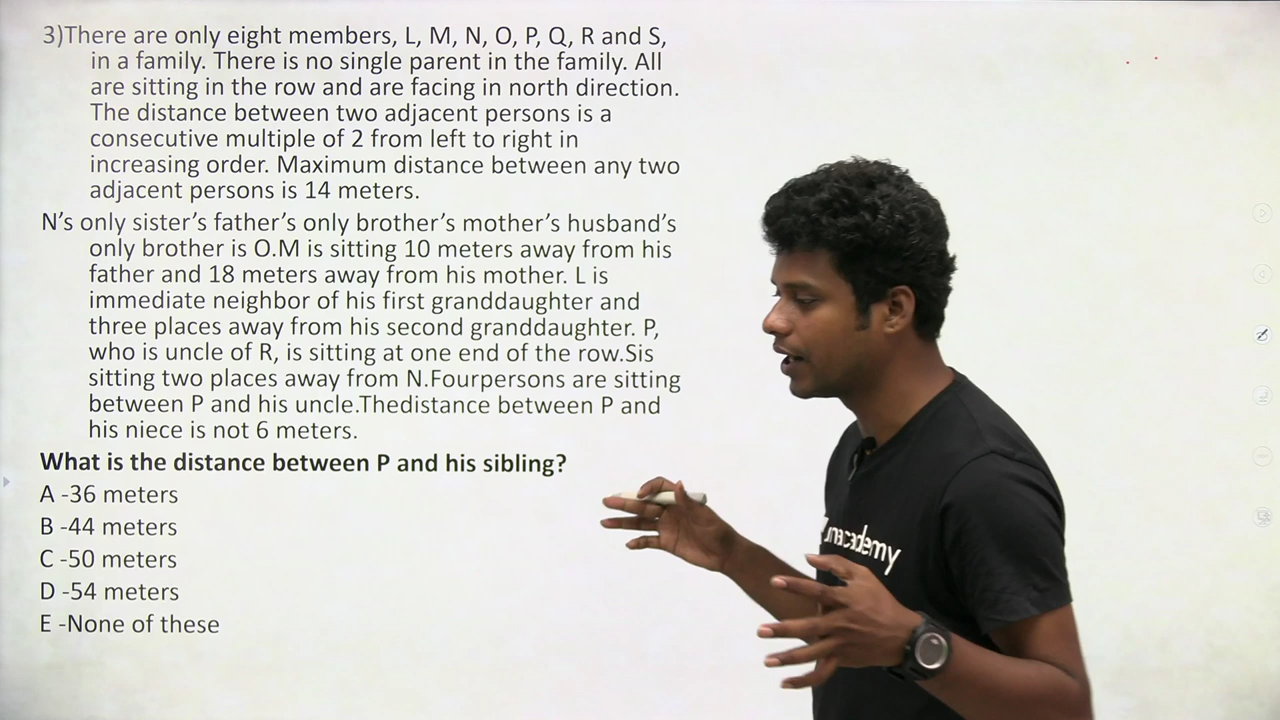 3)There are only eight members, L, M, N, O, P, Q, R and S,
in a family. There is no single parent in the family. All
are sitting in the row and are facing in north direction.
The distance between two adjacent persons is a
consecutive multiple of 2 from left to right in
increasing order. Maximum distance between any two
adjacent persons is 14 meters.
N’s only sister’s father’s only brother’s mother’s husband’s
only brother is O.M is sitting 10 meters away from his
father and 18 meters away from his mother. L is
immediate neighbor of his first granddaughter and
three places away from his second granddaughter. P,
who is uncle of R, is sitting at one end of the row.Sis
sitting two places away from N.Fourpersons are sitting
between P and his uncle.Thedistance between P and
his niece is not 6 meters.
What is the distance between P and his sibling?
A -36 meters
B -44 meters
C -50 meters
D -54 meters
E -None of these
unacademy